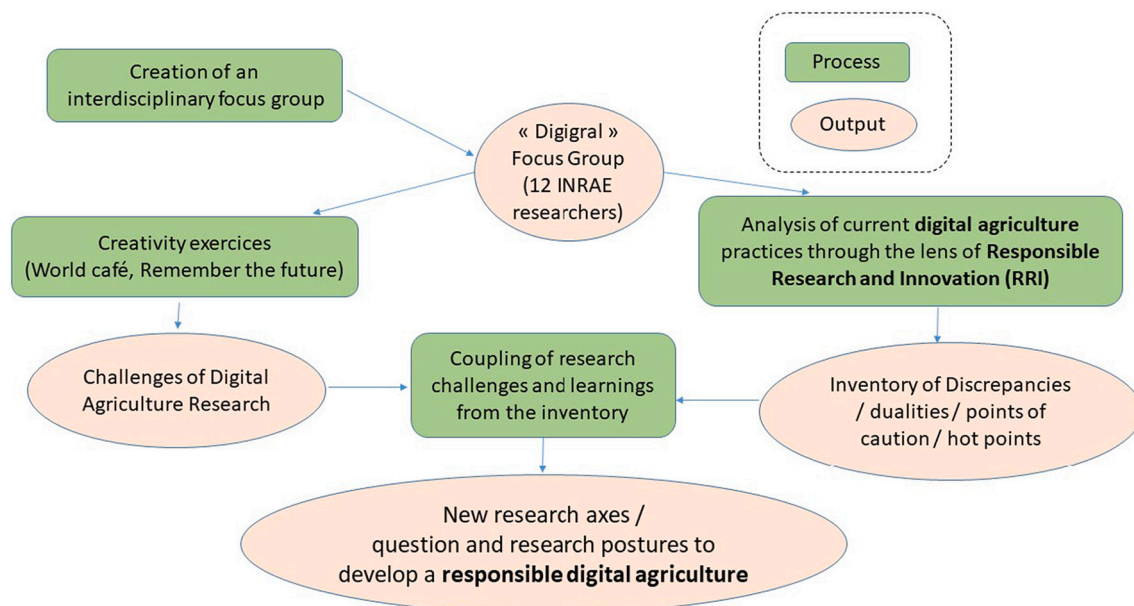 Creation of an
interdisciplinary focus group
Process
Output
« Digigral »
Focus Group
(12 INRAE
researchers)
Creativity exercices
(World café, Remember the future)
Analysis of current digital agriculture
practices through the lens of Responsible
Research and Innovation (RRI)
Challenges of Digital
Agriculture Research
Coupling of research
challenges and learnings
from the inventory
Inventory of Discrepancies
/ dualities / points of
caution / hot points
New research axes /
question and research postures to
develop a responsible digital agriculture